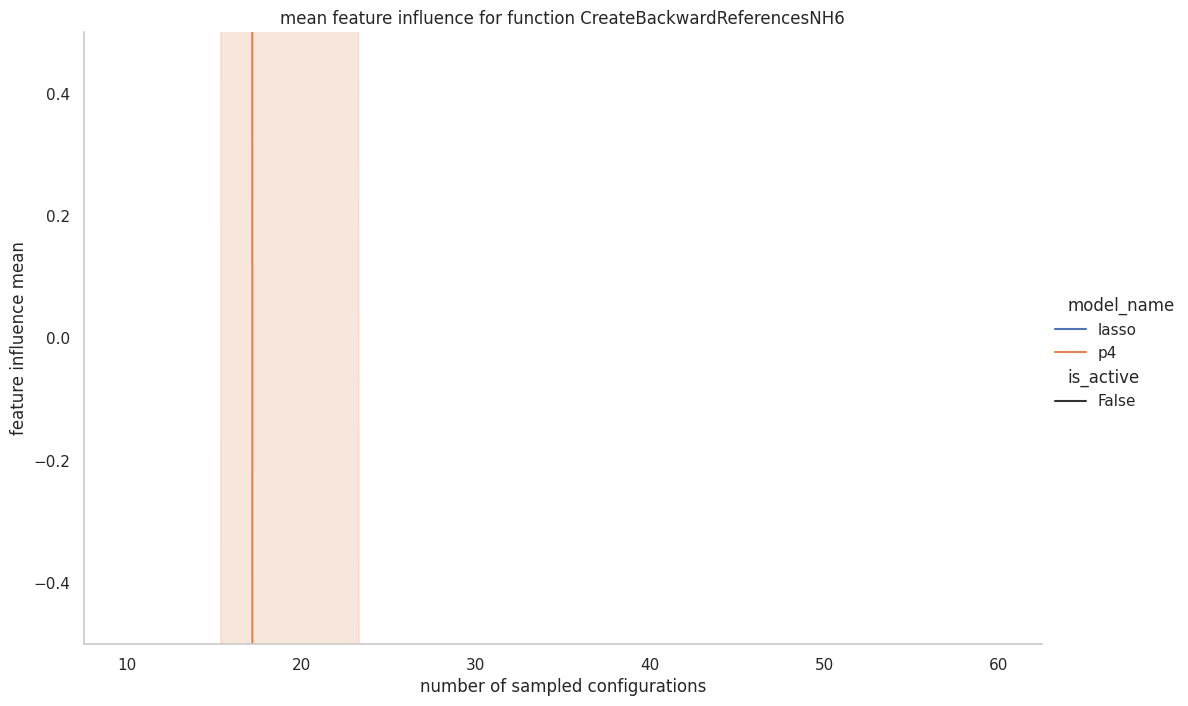 mean feature influence for function CreateBackwardReferencesNH6
feature influence mean
0.4
0.2
0.0
−0.2
−0.4
10 20 30 40 50 60
number of sampled configurations
model_name
lasso
p4
is_active
False